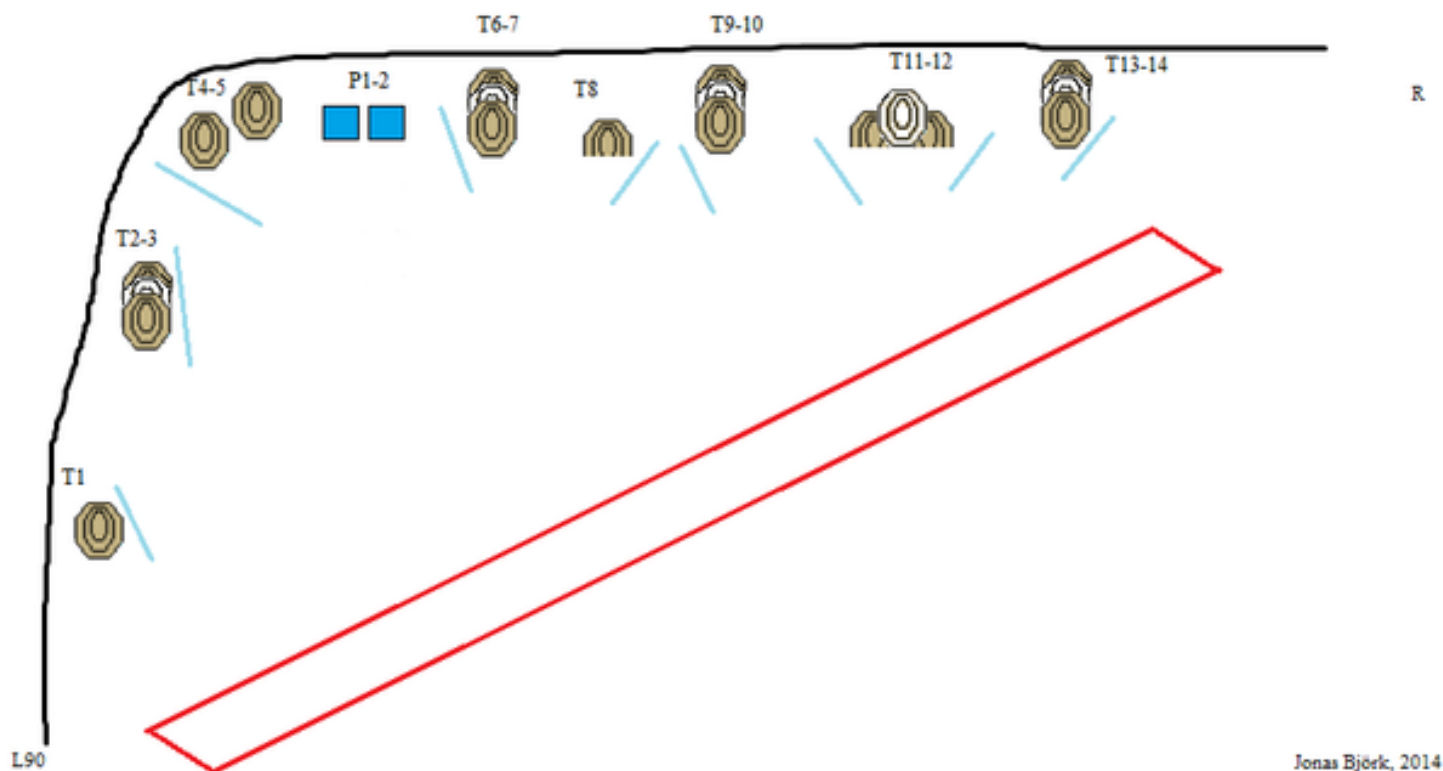 T6-7
T9-10
T11-12
T13-14
T4-5
P1-2
T8
R
T2-3
T1
L90
Jonas Björk, 2014